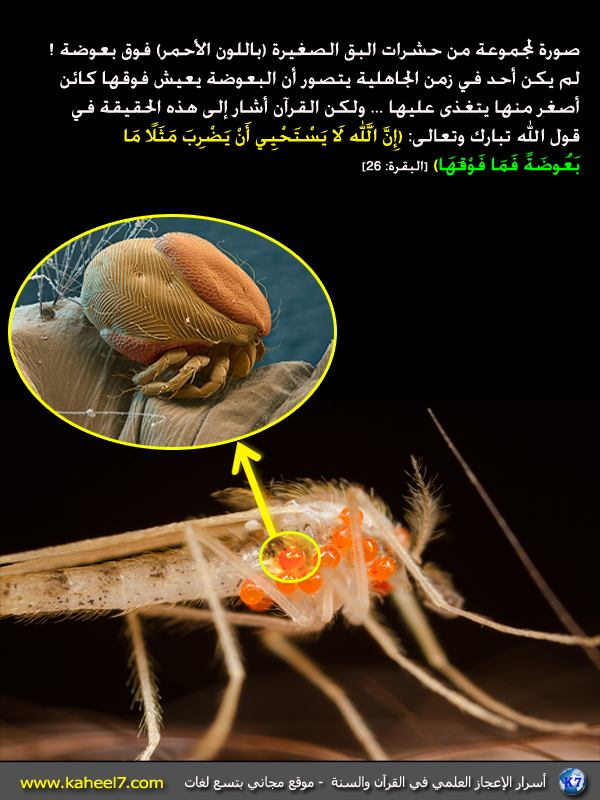 صورة لمجموعة من حشرات البق الصغيرة (باللون الأحمر) فوق بعوضة !
لم يكن أحد في زمن الجاهلية يتصور أن البعوضة يعيش فوقها كائن
أصغر منها يتغذى عليها ... ولكن القرآن أشار إلى هذه الحقيقة في
قول الله تبارك وتعالى: (إِنَّ اللَّه لَا يَسْتَحْيِي أَنْ يَضْرِبَ مَثَلًا مَا
بَعُوضَةً فَمَا فَوْقَهَا) [البقرة: 26]
K7 أسرار الإعجاز العلمي في القرآن والسنة - موقع مجاني بتسع لغات www.kaheel7.com